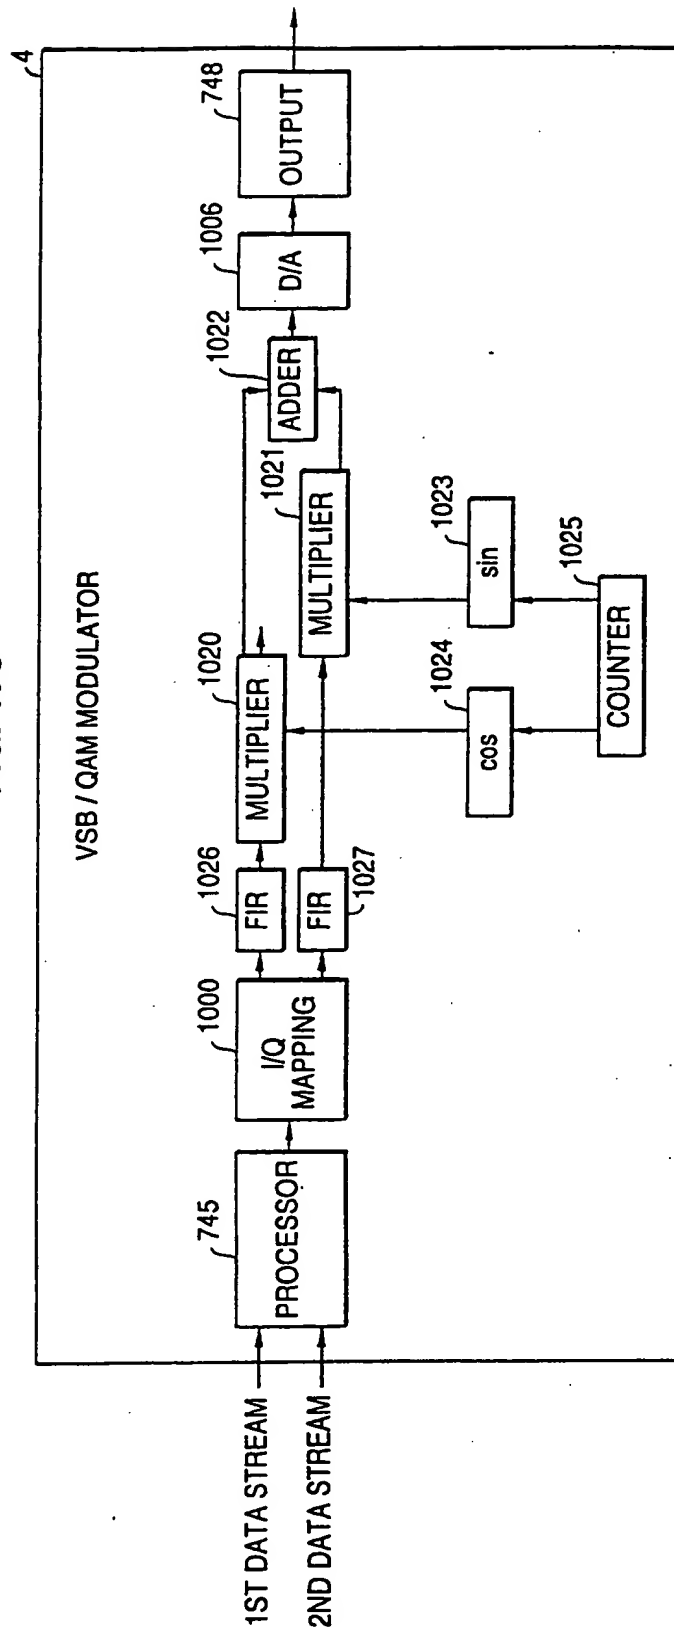 4
VSB / QAM MODULATOR
1ST DATA STREAM
2ND DATA STREAM
745
PROCESSOR
1000
I/Q
MAPPING
1026
FIR
FIR
1027
1020
MULTIPLIER
1021
MULTIPLIER
1022
ADDER
1006
D/A
748
OUTPUT
1024
cos
1023
sin
1025
COUNTER